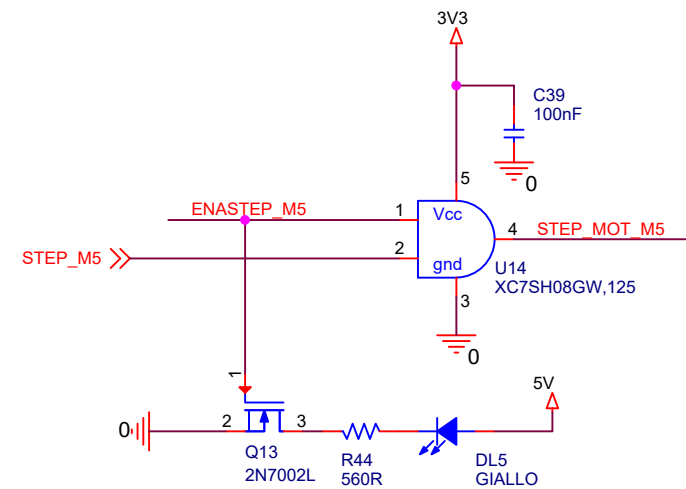 3V3
C39
100nF
0
5
ENASTEP_M5
1
Vcc
4
STEP_MOT_M5
STEP_M5
2
gnd
U14
XC7SH08GW,125
3
0
1
5V
0
2
3
Q13
2N7002L
R44
560R
DL5
GIALLO